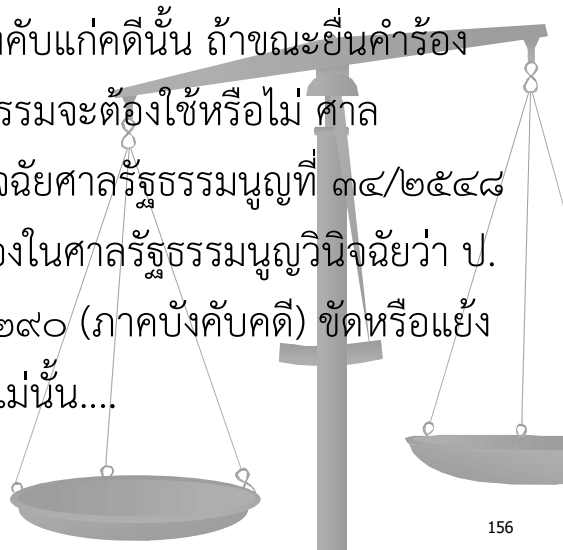 คับแก่คดีนั้น ถ้าขณะยื่นคำร้อง
รรมจะต้องใช้หรือไม่ ศาล
จฉัยศาลรัฐธรรมนูญที่ ๓๔/๒๕๔๘
องในศาลรัฐธรรมนูญวินิจฉัยว่า ป.
๒๙๐ (ภาคบังคับคดี) ขัดหรือแย้ง
ม่นั้น....
156